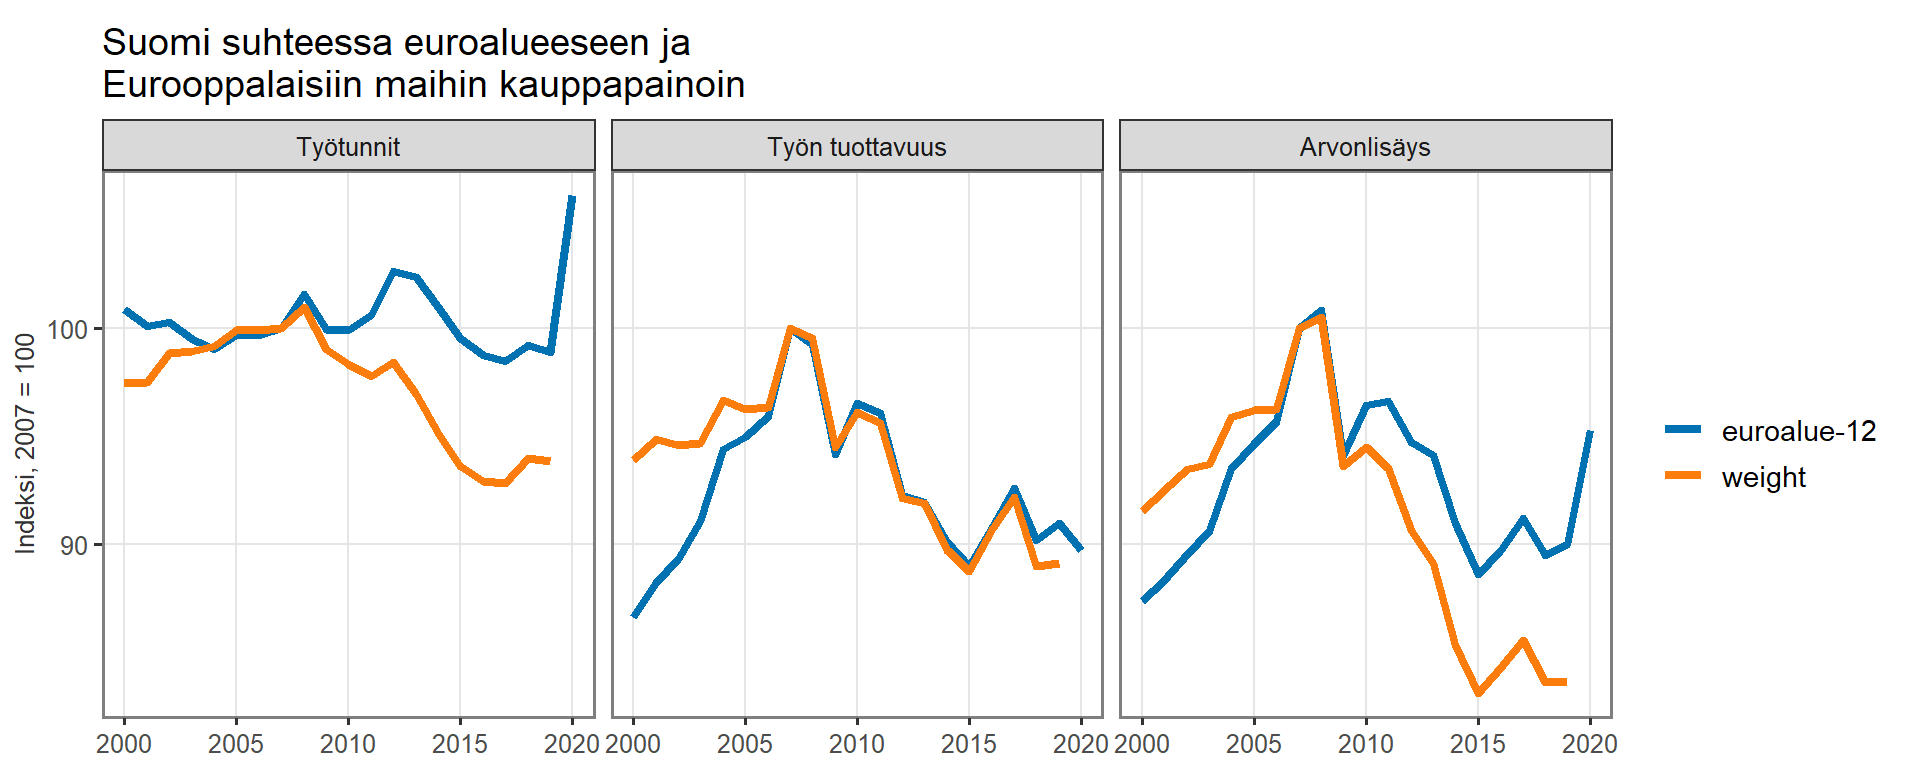 Suomi suhteessa euroalueeseen ja
Eurooppalaisiin maihin kauppapainoin
Työtunnit
Työn tuottavuus
Arvonlisäys
Indeksi, 2007 = 100
100
90
2000 2005 2010 2015 2020
2000 2005 2010 2015 2020
2000 2005 2010 2015 2020
euroalue-12
weight